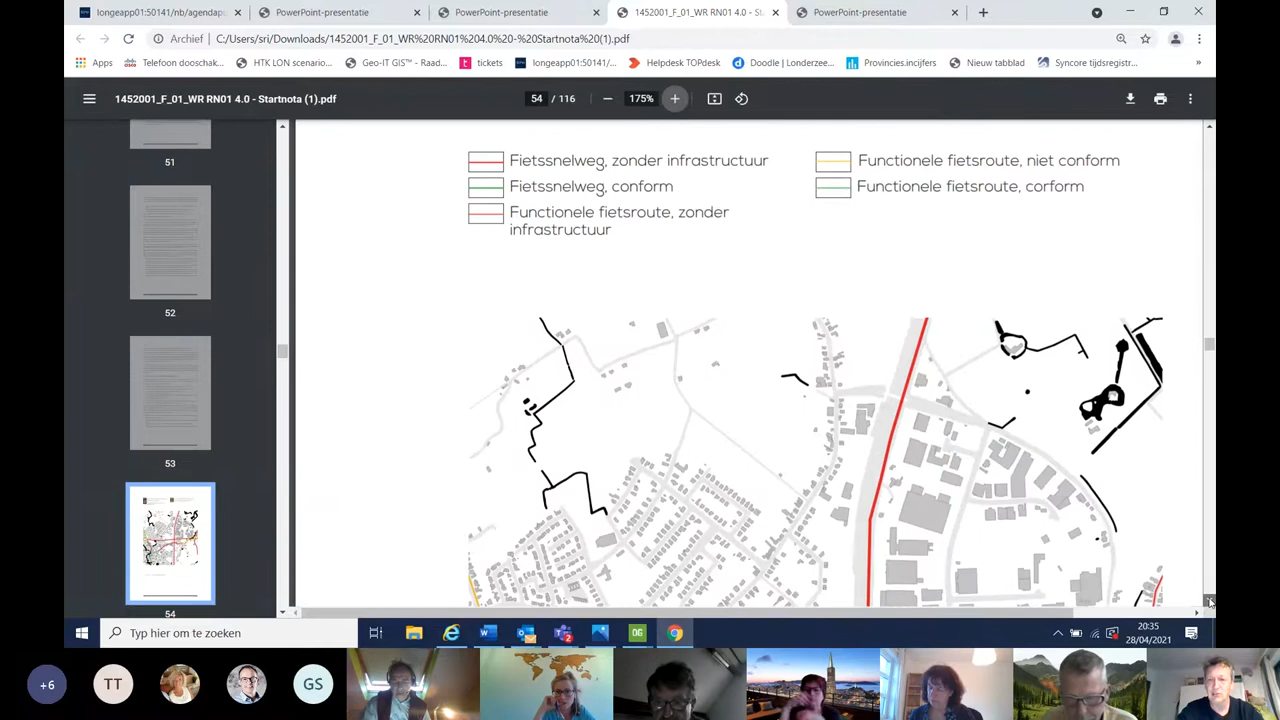 longeapp01:50141/nb/agendapu
PowerPoint-presentatie
PowerPoint-presentatie
1452001_F_01_WR RN01 4.0 - Sta
PowerPoint-presentatie
Archief
C:/Users/sri/Downloads/1452001_F_01_WR%20RN01%204.0%20-%20Startnota%20(1).pdf
Apps
Telefoon doorschak...
HTK LON scenario...
Geo-IT GIS™ - Raad...
tickets
longeapp01:50141/...
Helpdesk TOPdesk
Doodle | Londerzee...
Provincies.incijfers
Nieuw tabblad
Syncore tijdsregistr...
»
1452001_F_01_WR RN01 4.0 - Startnota (1).pdf
54 / 116
175%
51
52
53
54
Fietssnelweg, zonder infrastructuur
Fietssnelweg, conform
Functionele fietsroute, zonder
infrastructuur
Functionele fietsroute, niet conform
Functionele fietsroute, corform
Typ hier om te zoeken
DG
20:35
28/04/2021
+6
TT
GS